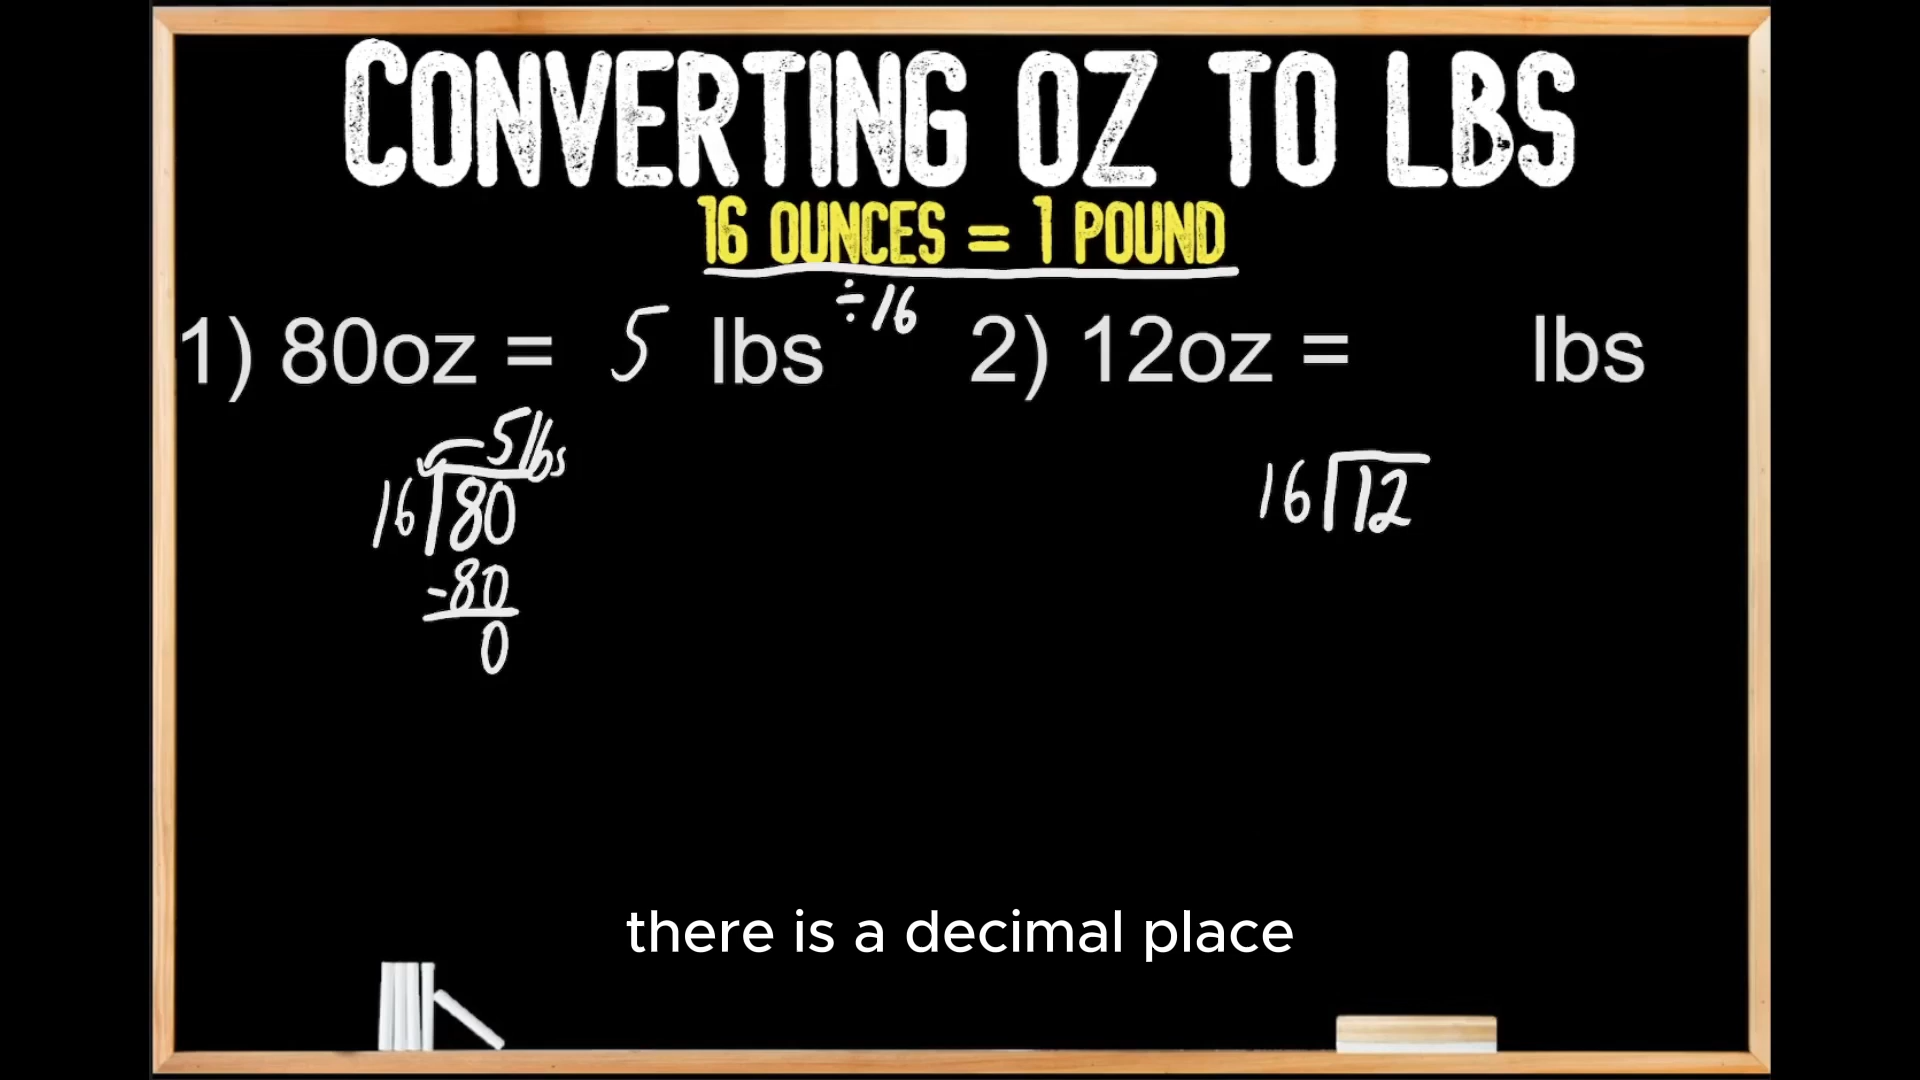 CONVERTING OZ TO LBS
16 OUNCES = 1 POUND
÷16
1) 80oz = 5 lbs
2) 12oz = lbs
5lbs
16 80
-80
0
16 12
there is a decimal place